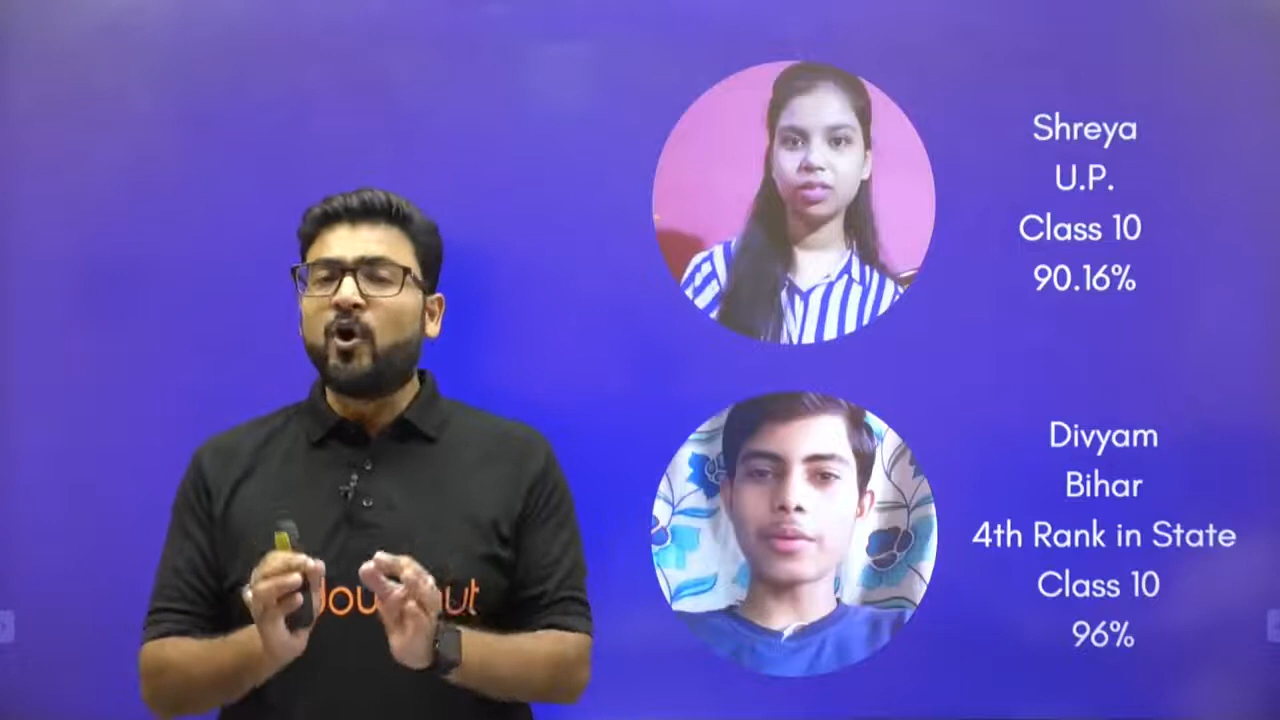 Shreya
U.P.
Class 10
90.16%
Divyam
Bihar
4th Rank in State
Class 10
96%